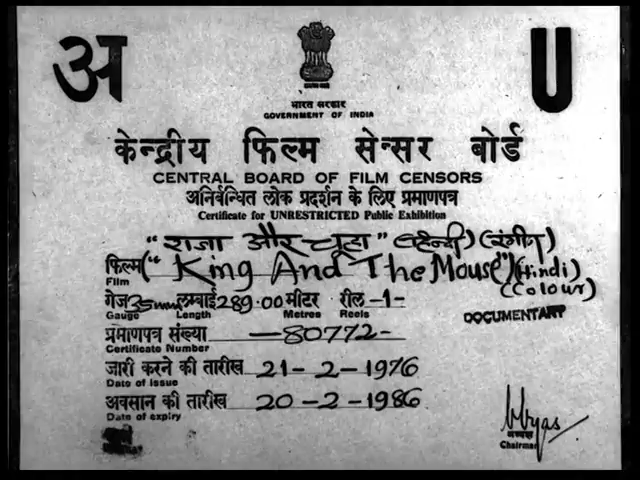 अ
U
भारत सरकार
GOVERNMENT OF INDIA
केन्द्रीय फिल्म सेन्सर बोर्ड
CENTRAL BOARD OF FILM CENSORS
अनिर्बन्धित लोक प्रदर्शन के लिए प्रमाणपत्र
Certificate for UNRESTRICTED Public Exhibition
"राजा और चूहा" (हिन्दी) (रंगीन)
फिल्म (" King And The Mouse") (Hindi)
Film (Colour)
गेज 35mm लम्बाई 289.00 मीटर रील -1-
Gauge Length Metres Reels
DOCUMENTARY
प्रमाणपत्र संख्या —80772-
Certificate Number
जारी करने की तारीख 21-2-1976
Date of Issue
अवसान की तारीख 20-2-1986
Date of expiry
अध्यक्ष
Chairman